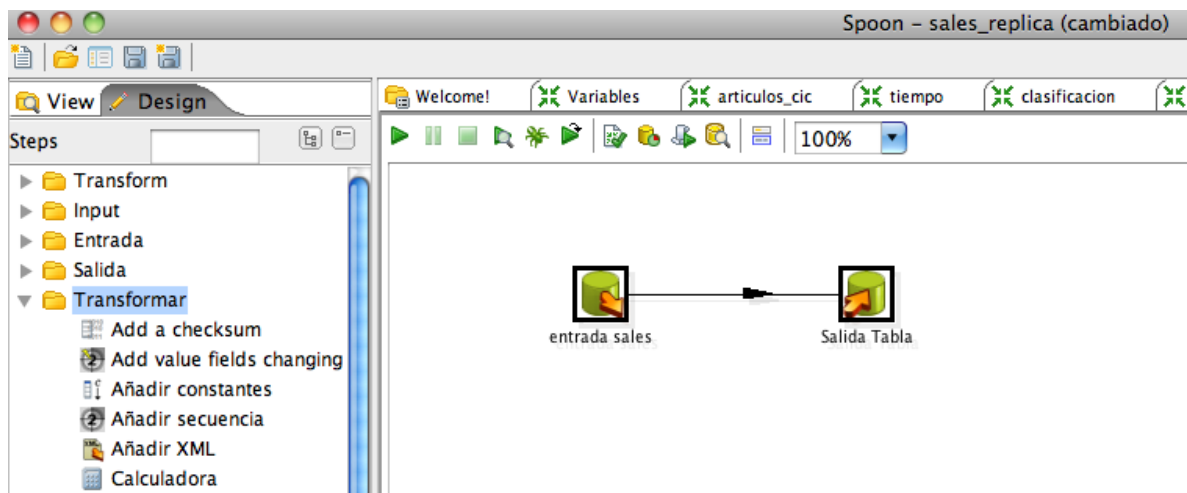 Spoon – sales_replica (cambiado)
View Design
Welcome! Variables articulos_cic tiempo clasificacion
Steps
100%
Transform
Input
Entrada
Salida
Transformar
Add a checksum
Add value fields changing
Añadir constantes
Añadir secuencia
Añadir XML
Calculadora
entrada sales
Salida Tabla